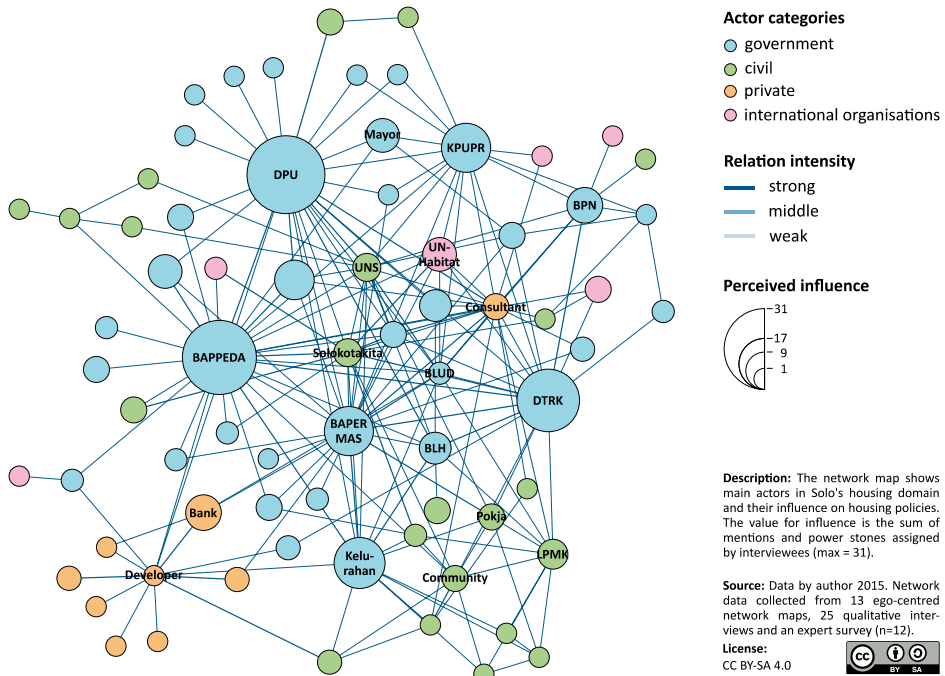 DPU
Mayor
KPUPR
BPN
UNS
UN-
Habitat
Consultant
BAPPEDA
Solokotakita
BLUD
DTRK
BAPER
MAS
BLH
Bank
Pokja
Kelu-
rahan
LPMK
Developer
Community
Actor categories
government
civil
private
international organisations
Relation intensity
strong
middle
weak
Perceived influence
31
17
9
1
Description: The network map shows
main actors in Solo's housing domain
and their influence on housing policies.
The value for influence is the sum of
mentions and power stones assigned
by interviewees (max = 31).
Source: Data by author 2015. Network
data collected from 13 ego-centred
network maps, 25 qualitative inter-
views and an expert survey (n=12).
License:
CC BY-SA 4.0
cc
BY SA